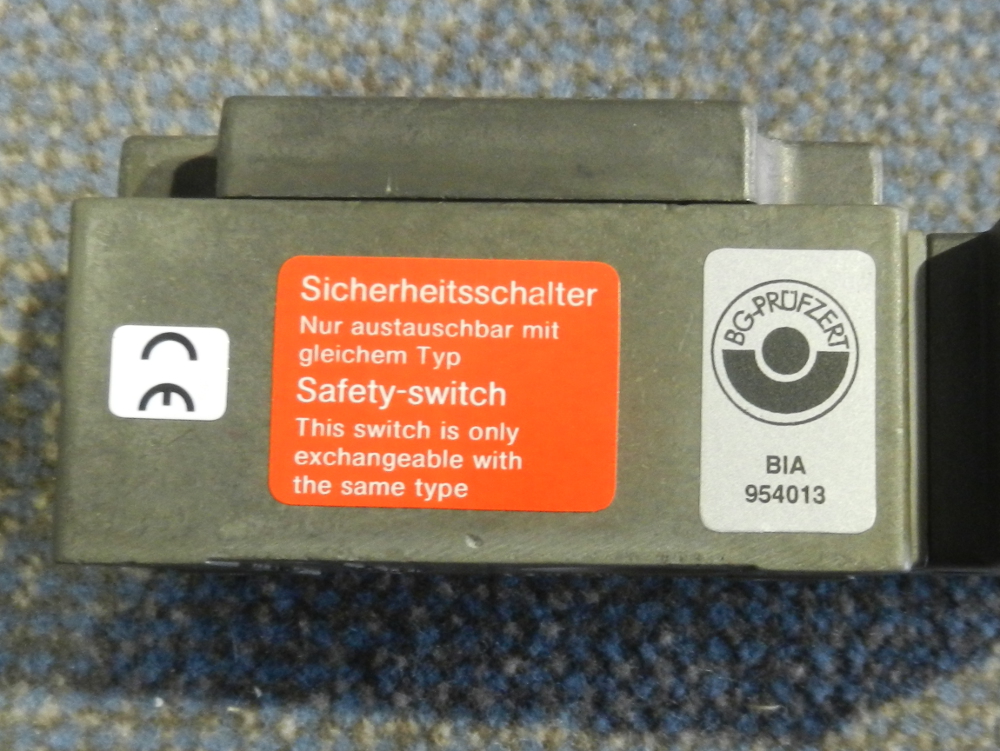 CE
Sicherheitsschalter
Nur austauschbar mit
gleichem Typ
Safety-switch
This switch is only
exchangeable with
the same type
BG-PRÜFZERT
BIA
954013